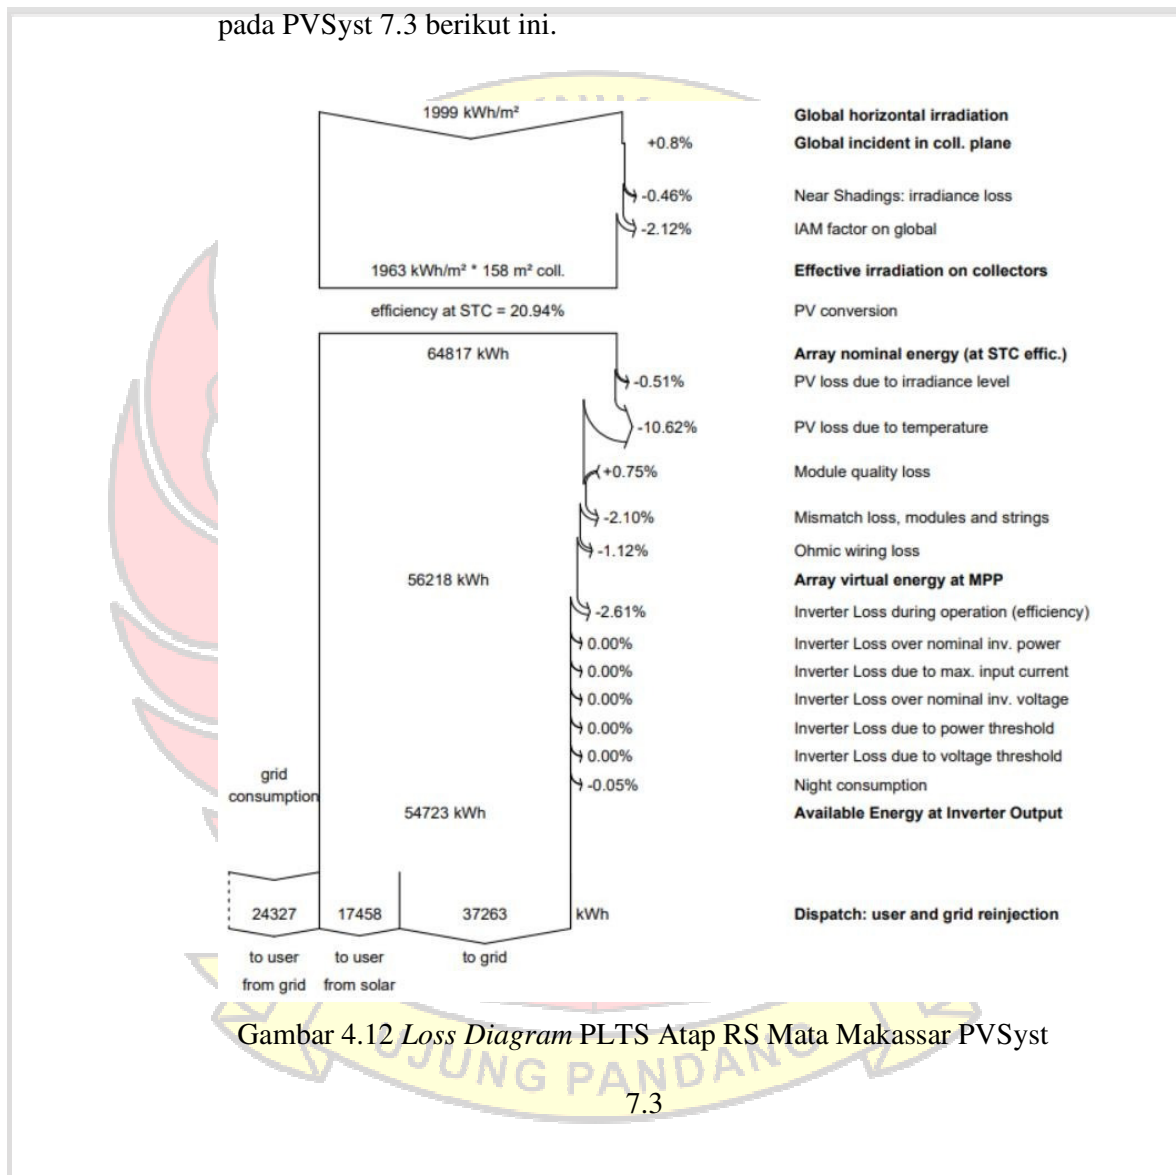 pada PVSyst 7.3 berikut ini.
1999 kWh/m²
Global horizontal irradiation
+0.8%
Global incident in coll. plane
-0.46%
Near Shadings: irradiance loss
-2.12%
IAM factor on global
1963 kWh/m² * 158 m² coll.
Effective irradiation on collectors
efficiency at STC = 20.94%
PV conversion
64817 kWh
Array nominal energy (at STC effic.)
-0.51%
PV loss due to irradiance level
-10.62%
PV loss due to temperature
+0.75%
Module quality loss
-2.10%
Mismatch loss, modules and strings
-1.12%
Ohmic wiring loss
56218 kWh
Array virtual energy at MPP
-2.61%
Inverter Loss during operation (efficiency)
0.00%
Inverter Loss over nominal inv. power
0.00%
Inverter Loss due to max. input current
0.00%
Inverter Loss over nominal inv. voltage
0.00%
Inverter Loss due to power threshold
0.00%
Inverter Loss due to voltage threshold
-0.05%
Night consumption
grid
consumption
54723 kWh
Available Energy at Inverter Output
24327
17458
37263
kWh
Dispatch: user and grid reinjection
to user
from grid
to user
from solar
to grid
Gambar 4.12 Loss Diagram PLTS Atap RS Mata Makassar PVSyst
7.3
UJUNG PANDANG